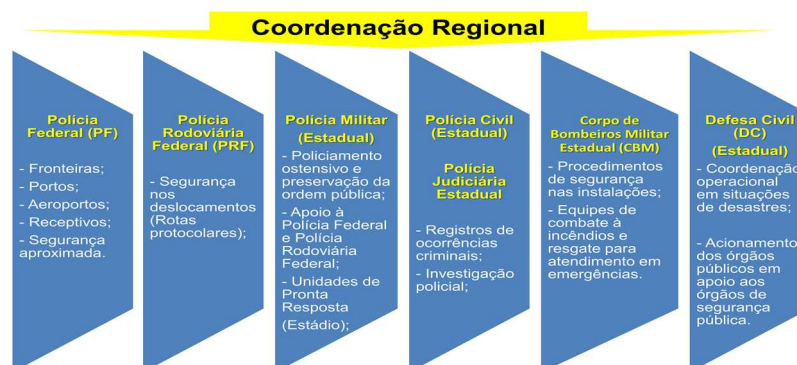 Coordenação Regional
Polícia
Federal (PF)
- Fronteiras;
- Portos;
- Aeroportos;
- Receptivos;
- Segurança
aproximada.
Polícia
Rodoviária
Federal (PRF)
- Segurança
nos
deslocamentos
(Rotas
protocolares);
Polícia Militar
(Estadual)
- Policiamento
ostensivo e
preservação da
ordem pública;
- Apoio à
Polícia Federal
e Polícia
Rodoviária
Federal;
- Unidades de
Pronta
Resposta
(Estádio);
Polícia Civil
(Estadual)
Polícia
Judiciária
Estadual
- Registros de
ocorrências
criminais;
- Investigação
policial;
Corpo de
Bombeiros Militar
Estadual (CBM)
- Procedimentos
de segurança
nas instalações;
- Equipes de
combate à
incêndios e
resgate para
atendimento em
emergências.
Defesa Civil
(DC)
(Estadual)
- Coordenação
operacional
em situações
de desastres;
- Acionamento
dos órgãos
públicos em
apoio aos
órgãos de
segurança
pública.